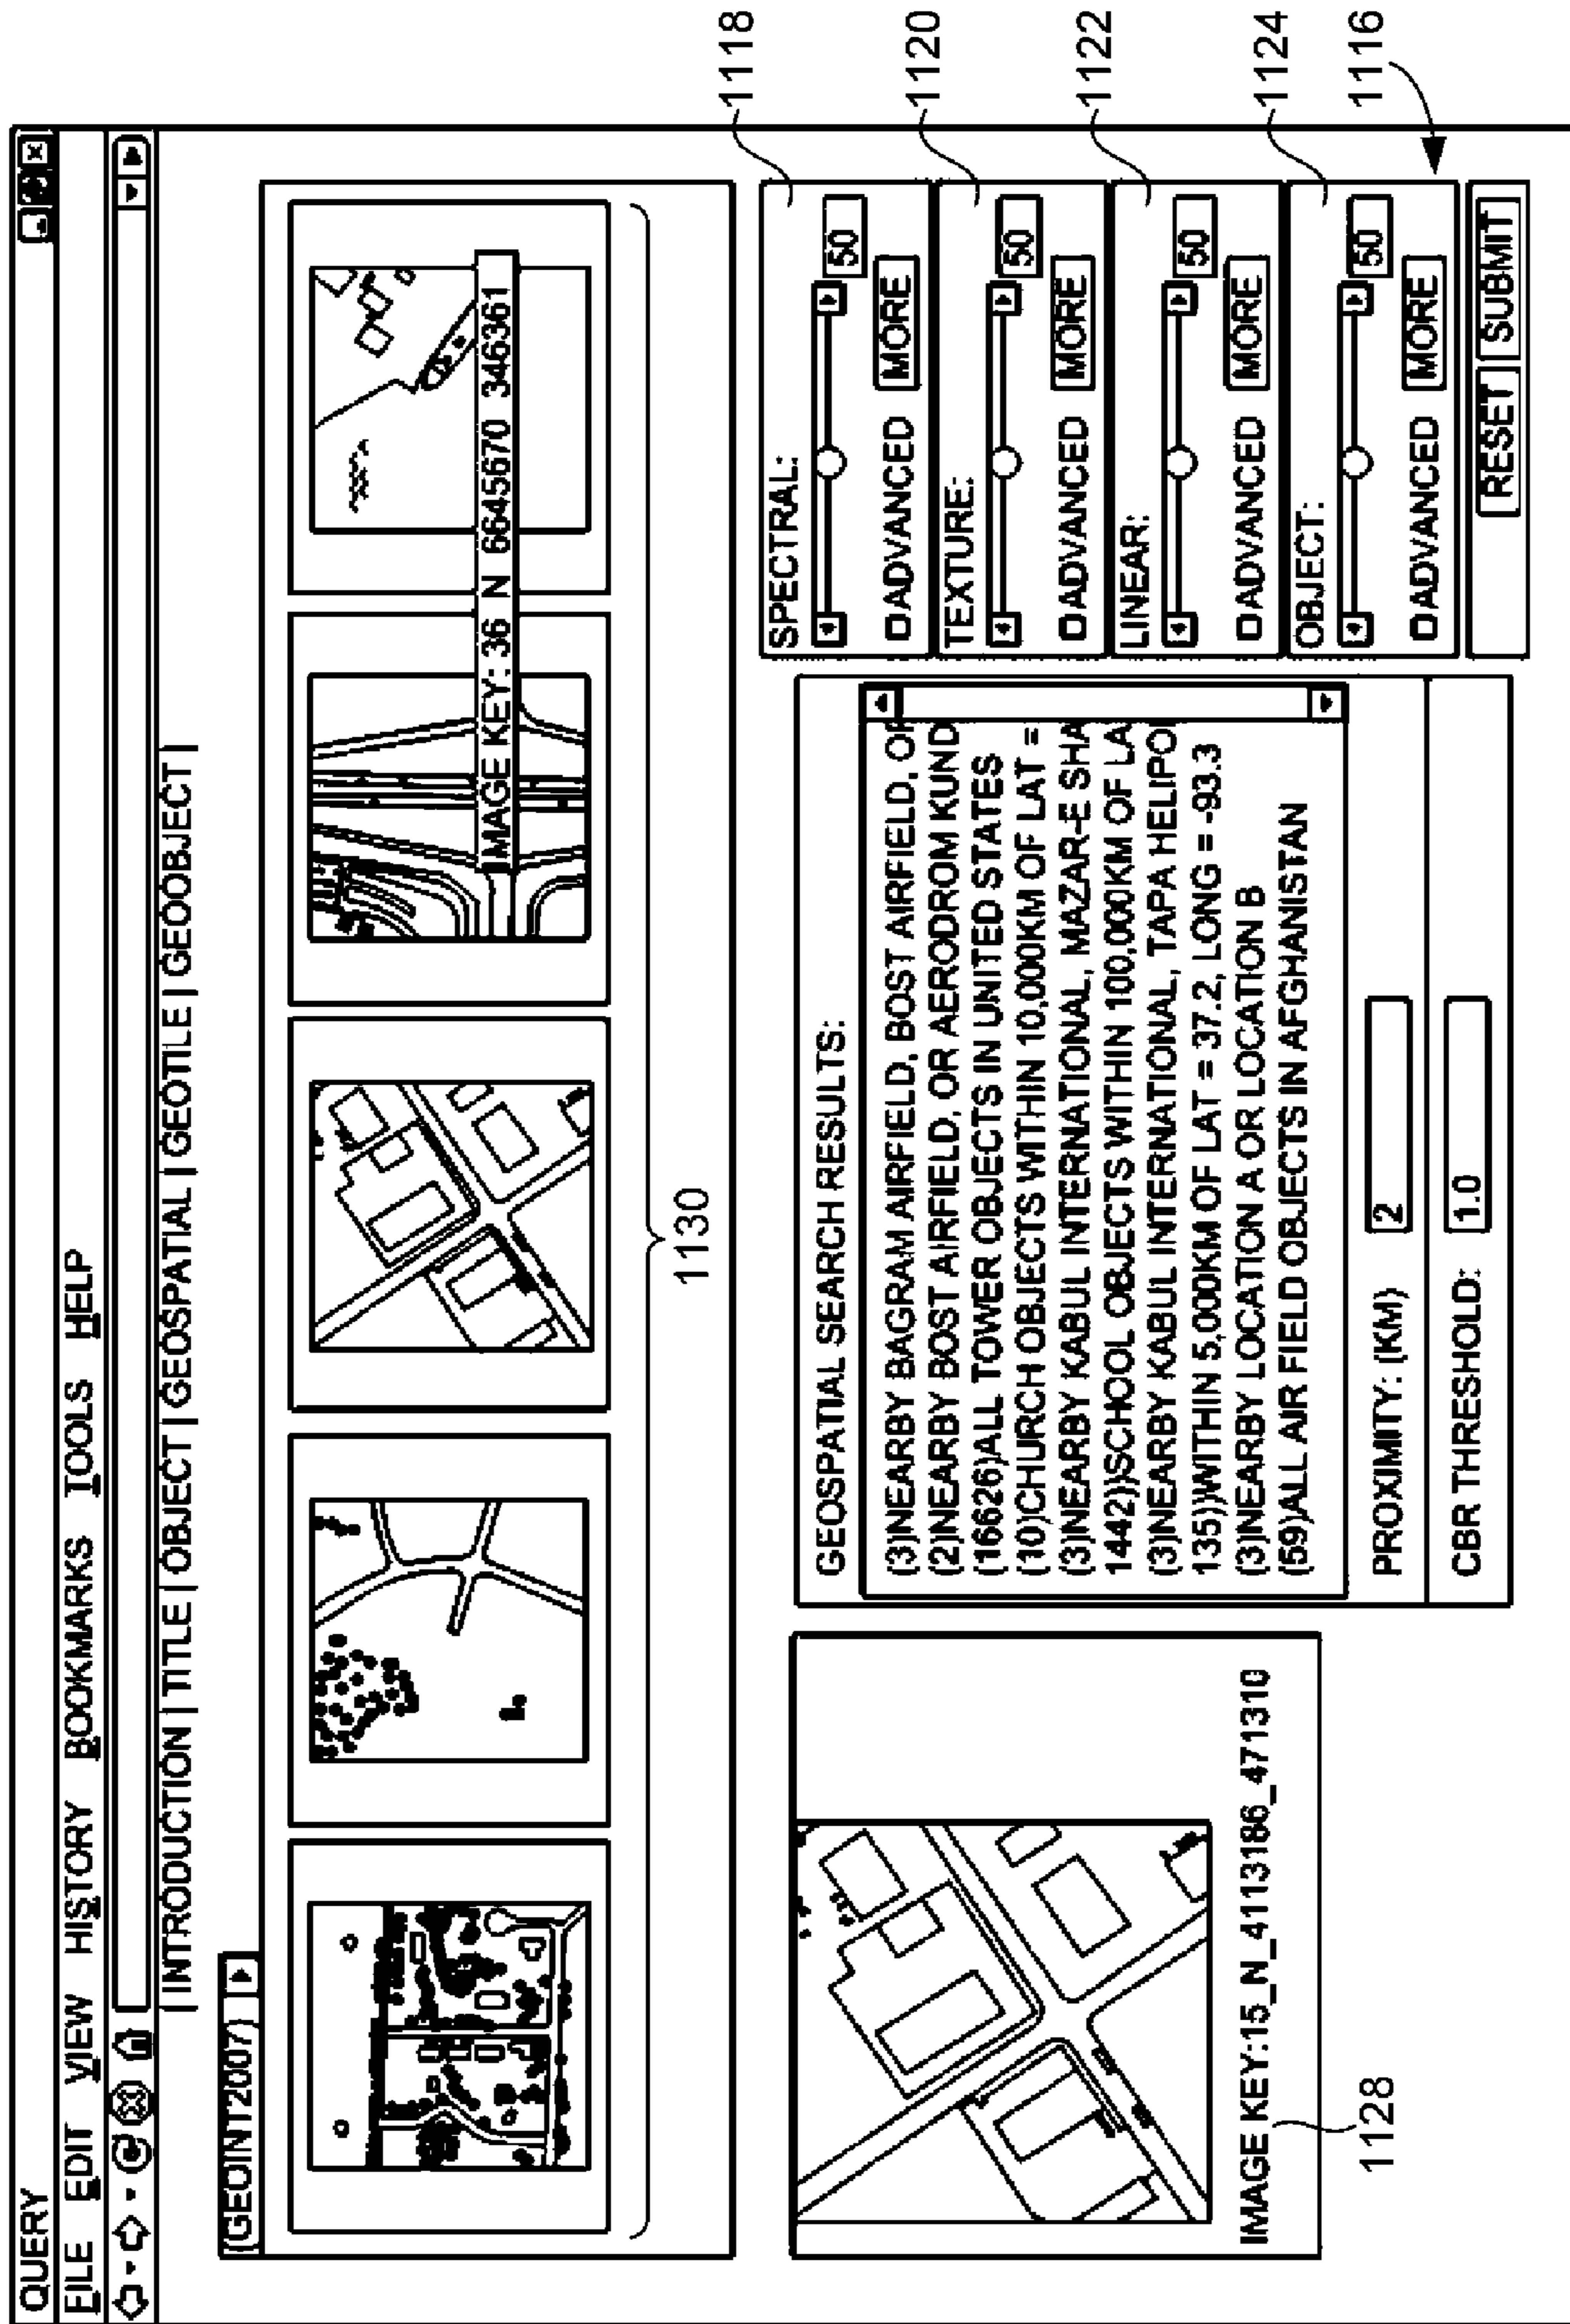 QUERY
FILE EDIT VIEW HISTORY BOOKMARKS TOOLS HELP
| INTRODUCTION | TITLE | OBJECT | GEOSPATIAL | GEOTILE | GEOOBJECT |
(GEOINT2007)
IMAGE KEY: 36 N 6645670 346361
1130
IMAGE KEY:15_N_4113186_471310
1128
GEOSPATIAL SEARCH RESULTS:
(3)NEARBY BAGRAM AIRFIELD, BOST AIRFIELD, OR
(2)NEARBY BOST AIRFIELD, OR AERODROM KUND
(16626)ALL TOWER OBJECTS IN UNITED STATES
(10)CHURCH OBJECTS WITHIN 10,000KM OF LAT =
(3)NEARBY KABUL INTERNATIONAL, MAZAR-E SHA
1442))SCHOOL OBJECTS WITHIN 100,000KM OF LA
(3)NEARBY KABUL INTERNATIONAL, TAPA HELIPO
135))WITHIN 5,000KM OF LAT = 37.2, LONG = -93.3
(3)NEARBY LOCATION A OR LOCATION B
(59)ALL AIR FIELD OBJECTS IN AFGHANISTAN
PROXIMITY: (KM) 2
CBR THRESHOLD: 1.0
SPECTRAL:
50
ADVANCED MORE
TEXTURE:
50
ADVANCED MORE
LINEAR:
50
ADVANCED MORE
OBJECT:
50
ADVANCED MORE
RESET SUBMIT
1118
1120
1122
1124
1116